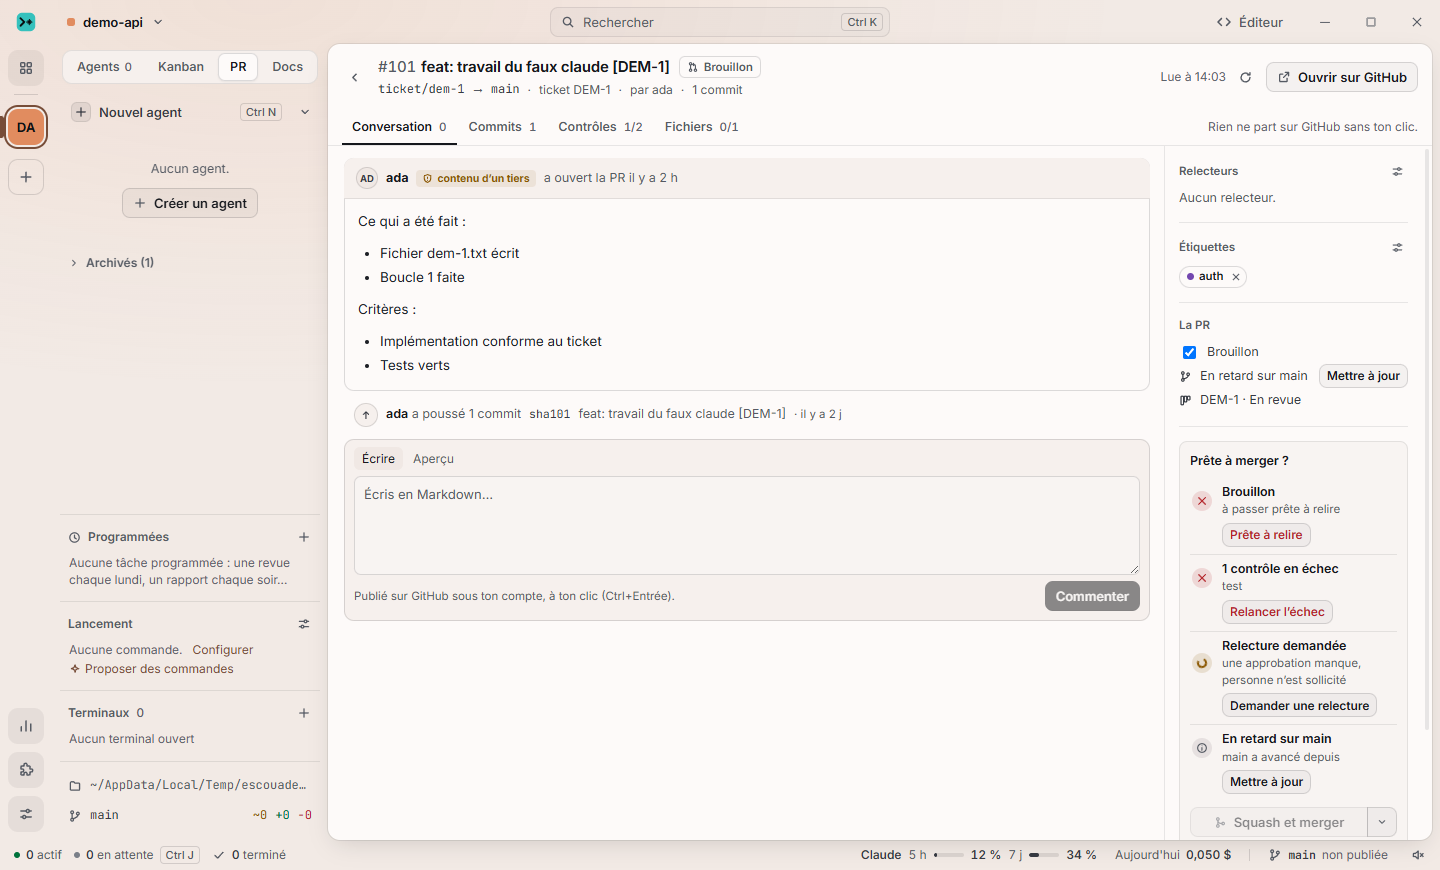 demo-api
Rechercher
Ctrl K
Éditeur
Agents 0
Kanban
PR
Docs
Nouvel agent
Ctrl N
Aucun agent.
Créer un agent
Archivés (1)
DA
Programmées
Aucune tâche programmée : une revue
chaque lundi, un rapport chaque soir…
Lancement
Aucune commande. Configurer
Proposer des commandes
Terminaux 0
Aucun terminal ouvert
~/AppData/Local/Temp/escouade…
main
~0 +0 -0
#101 feat: travail du faux claude [DEM-1]
Brouillon
ticket/dem-1 → main · ticket DEM-1 · par ada · 1 commit
Lue à 14:03
Ouvrir sur GitHub
Conversation 0
Commits 1
Contrôles 1/2
Fichiers 0/1
Rien ne part sur GitHub sans ton clic.
AD ada contenu d’un tiers a ouvert la PR il y a 2 h
Ce qui a été fait :
• Fichier dem-1.txt écrit
• Boucle 1 faite
Critères :
• Implémentation conforme au ticket
• Tests verts
ada a poussé 1 commit sha101 feat: travail du faux claude [DEM-1] · il y a 2 j
Écrire
Aperçu
Écris en Markdown…
Publié sur GitHub sous ton compte, à ton clic (Ctrl+Entrée).
Commenter
Relecteurs
Aucun relecteur.
Étiquettes
auth
La PR
Brouillon
En retard sur main
Mettre à jour
DEM-1 · En revue
Prête à merger ?
Brouillon
à passer prête à relire
Prête à relire
1 contrôle en échec
test
Relancer l’échec
Relecture demandée
une approbation manque,
personne n’est sollicité
Demander une relecture
En retard sur main
main a avancé depuis
Mettre à jour
Squash et merger
0 actif
0 en attente
Ctrl J
0 terminé
Claude 5 h 12 % 7 j 34 %
Aujourd'hui 0,050 $
main non publiée